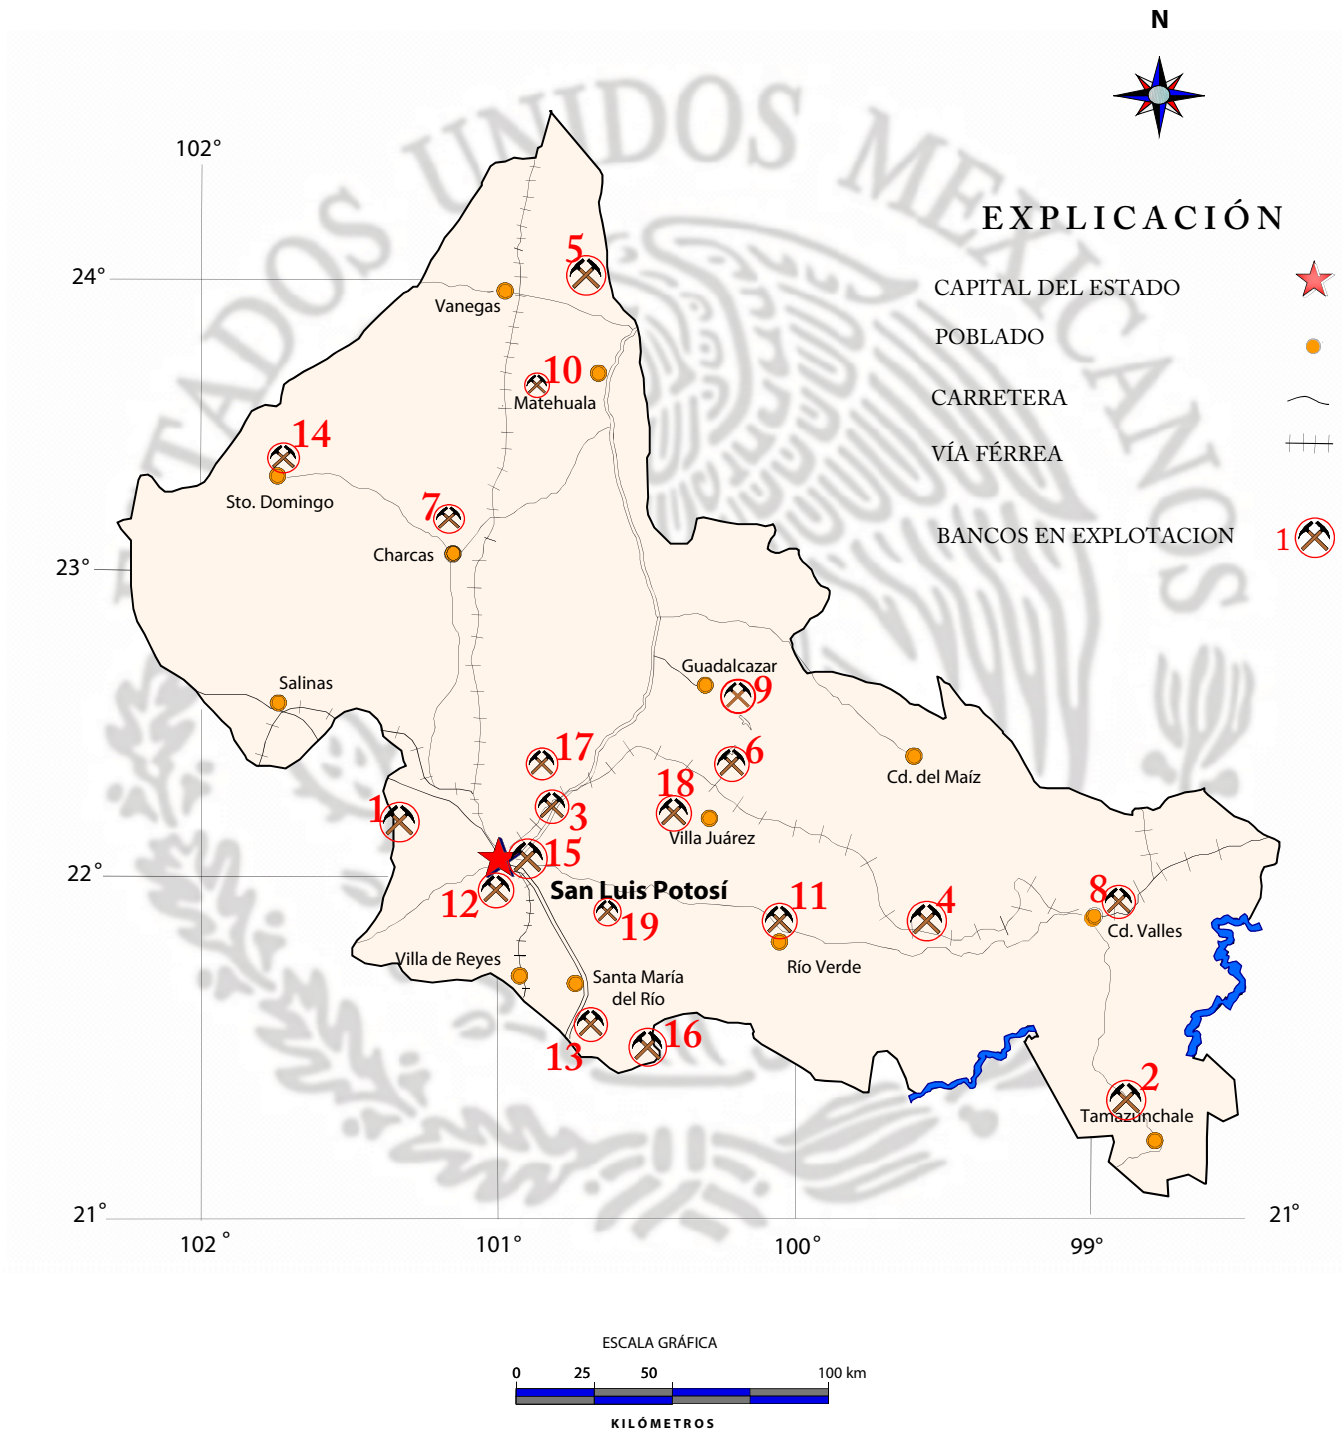 N
ESTADOS UNIDOS MEXICANOS
102°
EXPLICACIÓN
5
24°
CAPITAL DEL ESTADO
Vanegas
POBLADO
10
Matehuala
CARRETERA
14
VÍA FÉRREA
Sto. Domingo
7
BANCOS EN EXPLOTACION 1
Charcas
23°
Guadalcazar
Salinas
9
17
6
Cd. del Maíz
18
1
3
Villa Juárez
15
22°
San Luis Potosí
12
11
4
8
19
Cd. Valles
Villa de Reyes
Río Verde
Santa María
del Río
16
13
2
Tamazunchale
21°
21°
102°
101°
100°
99°
ESCALA GRÁFICA
0 25 50 100 km
KILÓMETROS